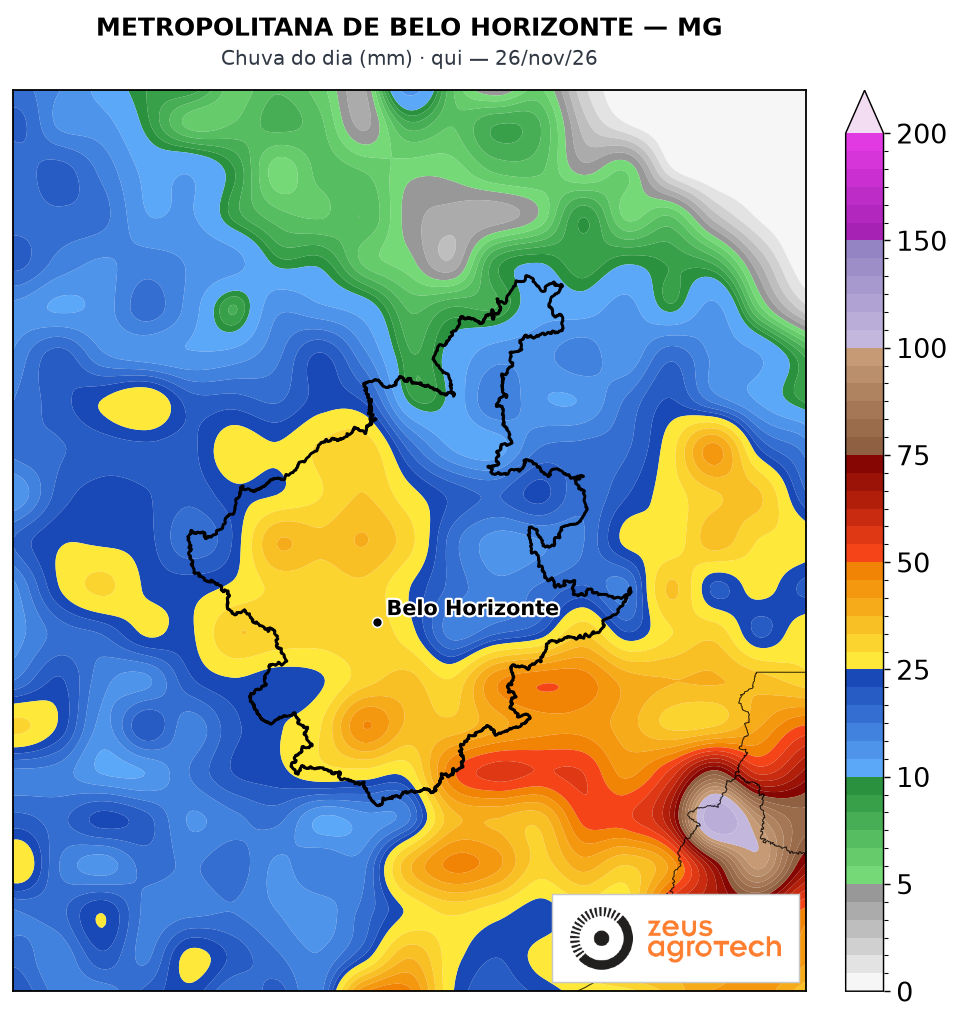 METROPOLITANA DE BELO HORIZONTE — MG
Chuva do dia (mm) · qui — 26/nov/26
200
150
100
75
50
25
10
5
0
Belo Horizonte
zeus
agrotech